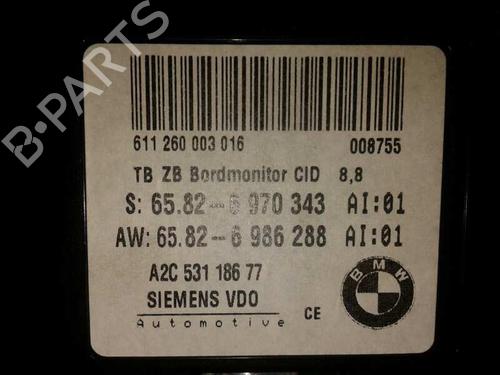 611 260 003 016 008755
TB ZB Bordmonitor CID 8,8
S: 65.82-6 970 343 AI:01
AW: 65.82-6 986 288 AI:01
A2C 531 186 77
SIEMENS VDO
Automotive CE
BMW
B-PARTS